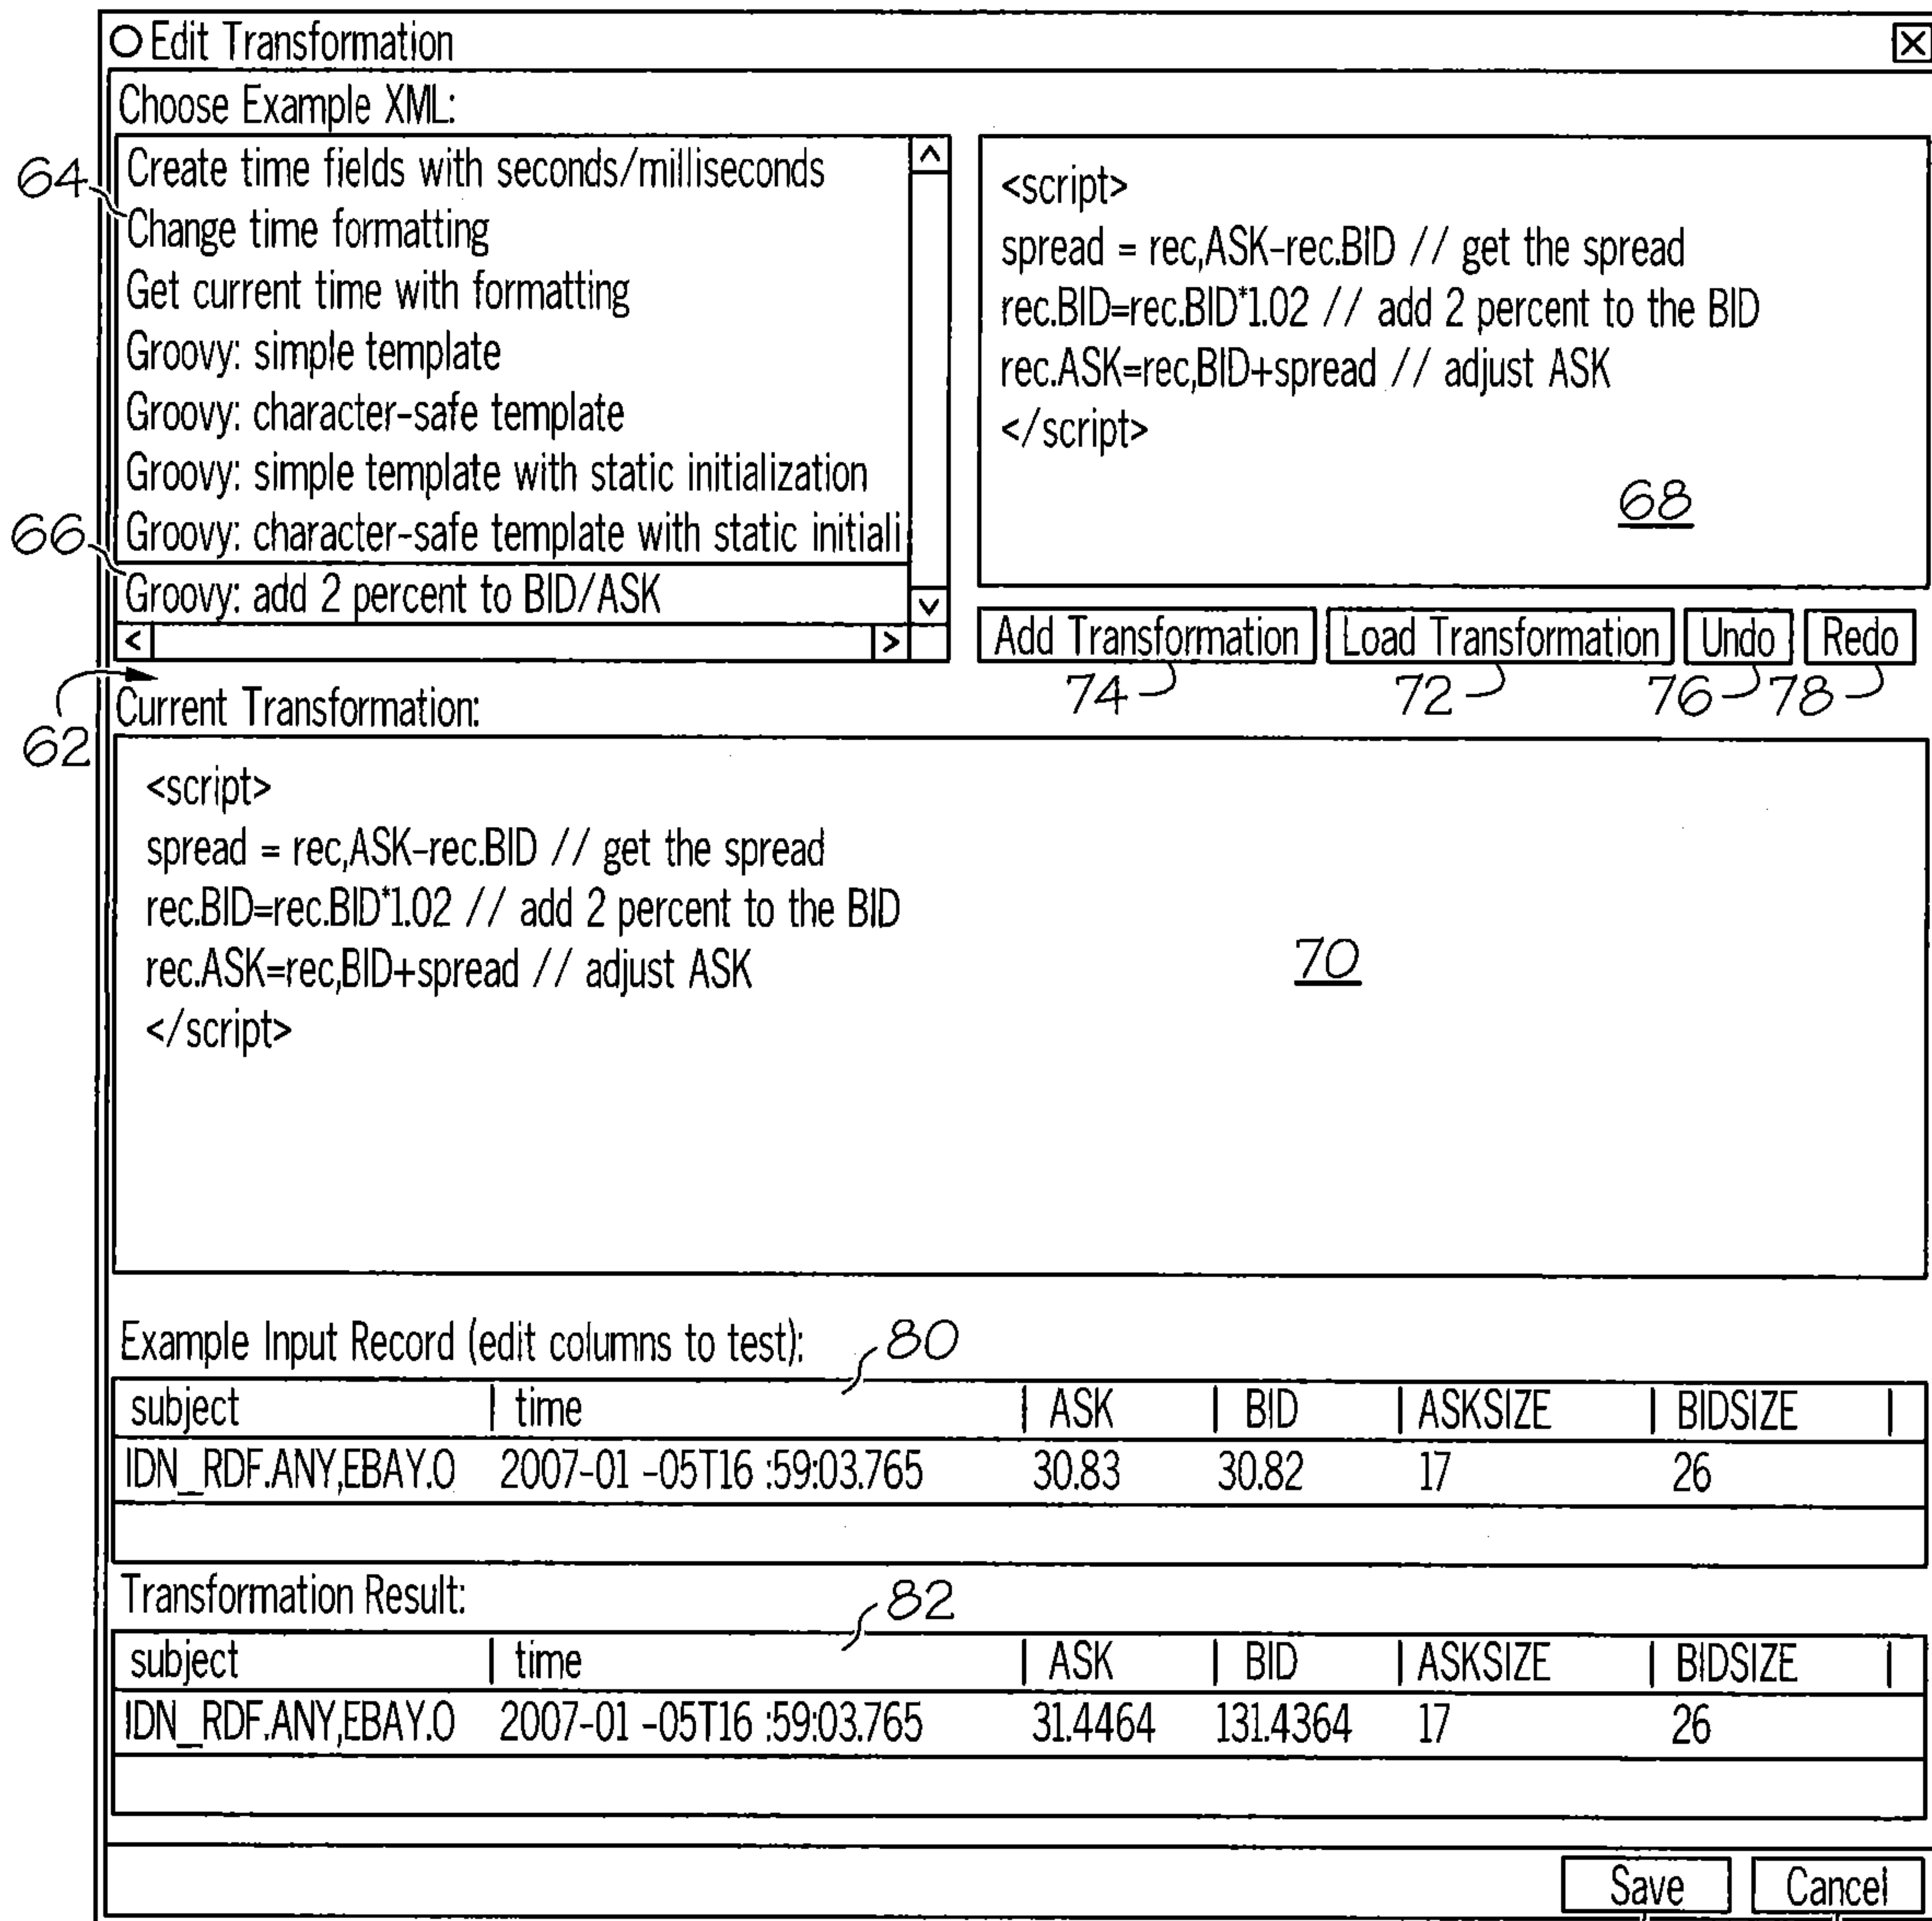 Edit Transformation
Choose Example XML:
Create time fields with seconds/milliseconds
64
Change time formatting
Get current time with formatting
Groovy: simple template
Groovy: character-safe template
Groovy: simple template with static initialization
66
Groovy: character-safe template with static initiali
Groovy: add 2 percent to BID/ASK
<script>
spread = rec,ASK-rec.BID // get the spread
rec.BID=rec.BID*1.02 // add 2 percent to the BID
rec.ASK=rec,BID+spread // adjust ASK
</script>
68
Add Transformation Load Transformation Undo Redo
74 72 76 78
62
Current Transformation:
<script>
spread = rec,ASK-rec.BID // get the spread
rec.BID=rec.BID*1.02 // add 2 percent to the BID
rec.ASK=rec,BID+spread // adjust ASK
</script>
70
Example Input Record (edit columns to test): 80
subject | time | ASK | BID | ASKSIZE | BIDSIZE |
IDN_RDF.ANY,EBAY.O 2007-01 -05T16 :59:03.765 30.83 30.82 17 26
Transformation Result: 82
subject | time | ASK | BID | ASKSIZE | BIDSIZE |
IDN_RDF.ANY,EBAY.O 2007-01 -05T16 :59:03.765 31.4464 131.4364 17 26
Save Cancel